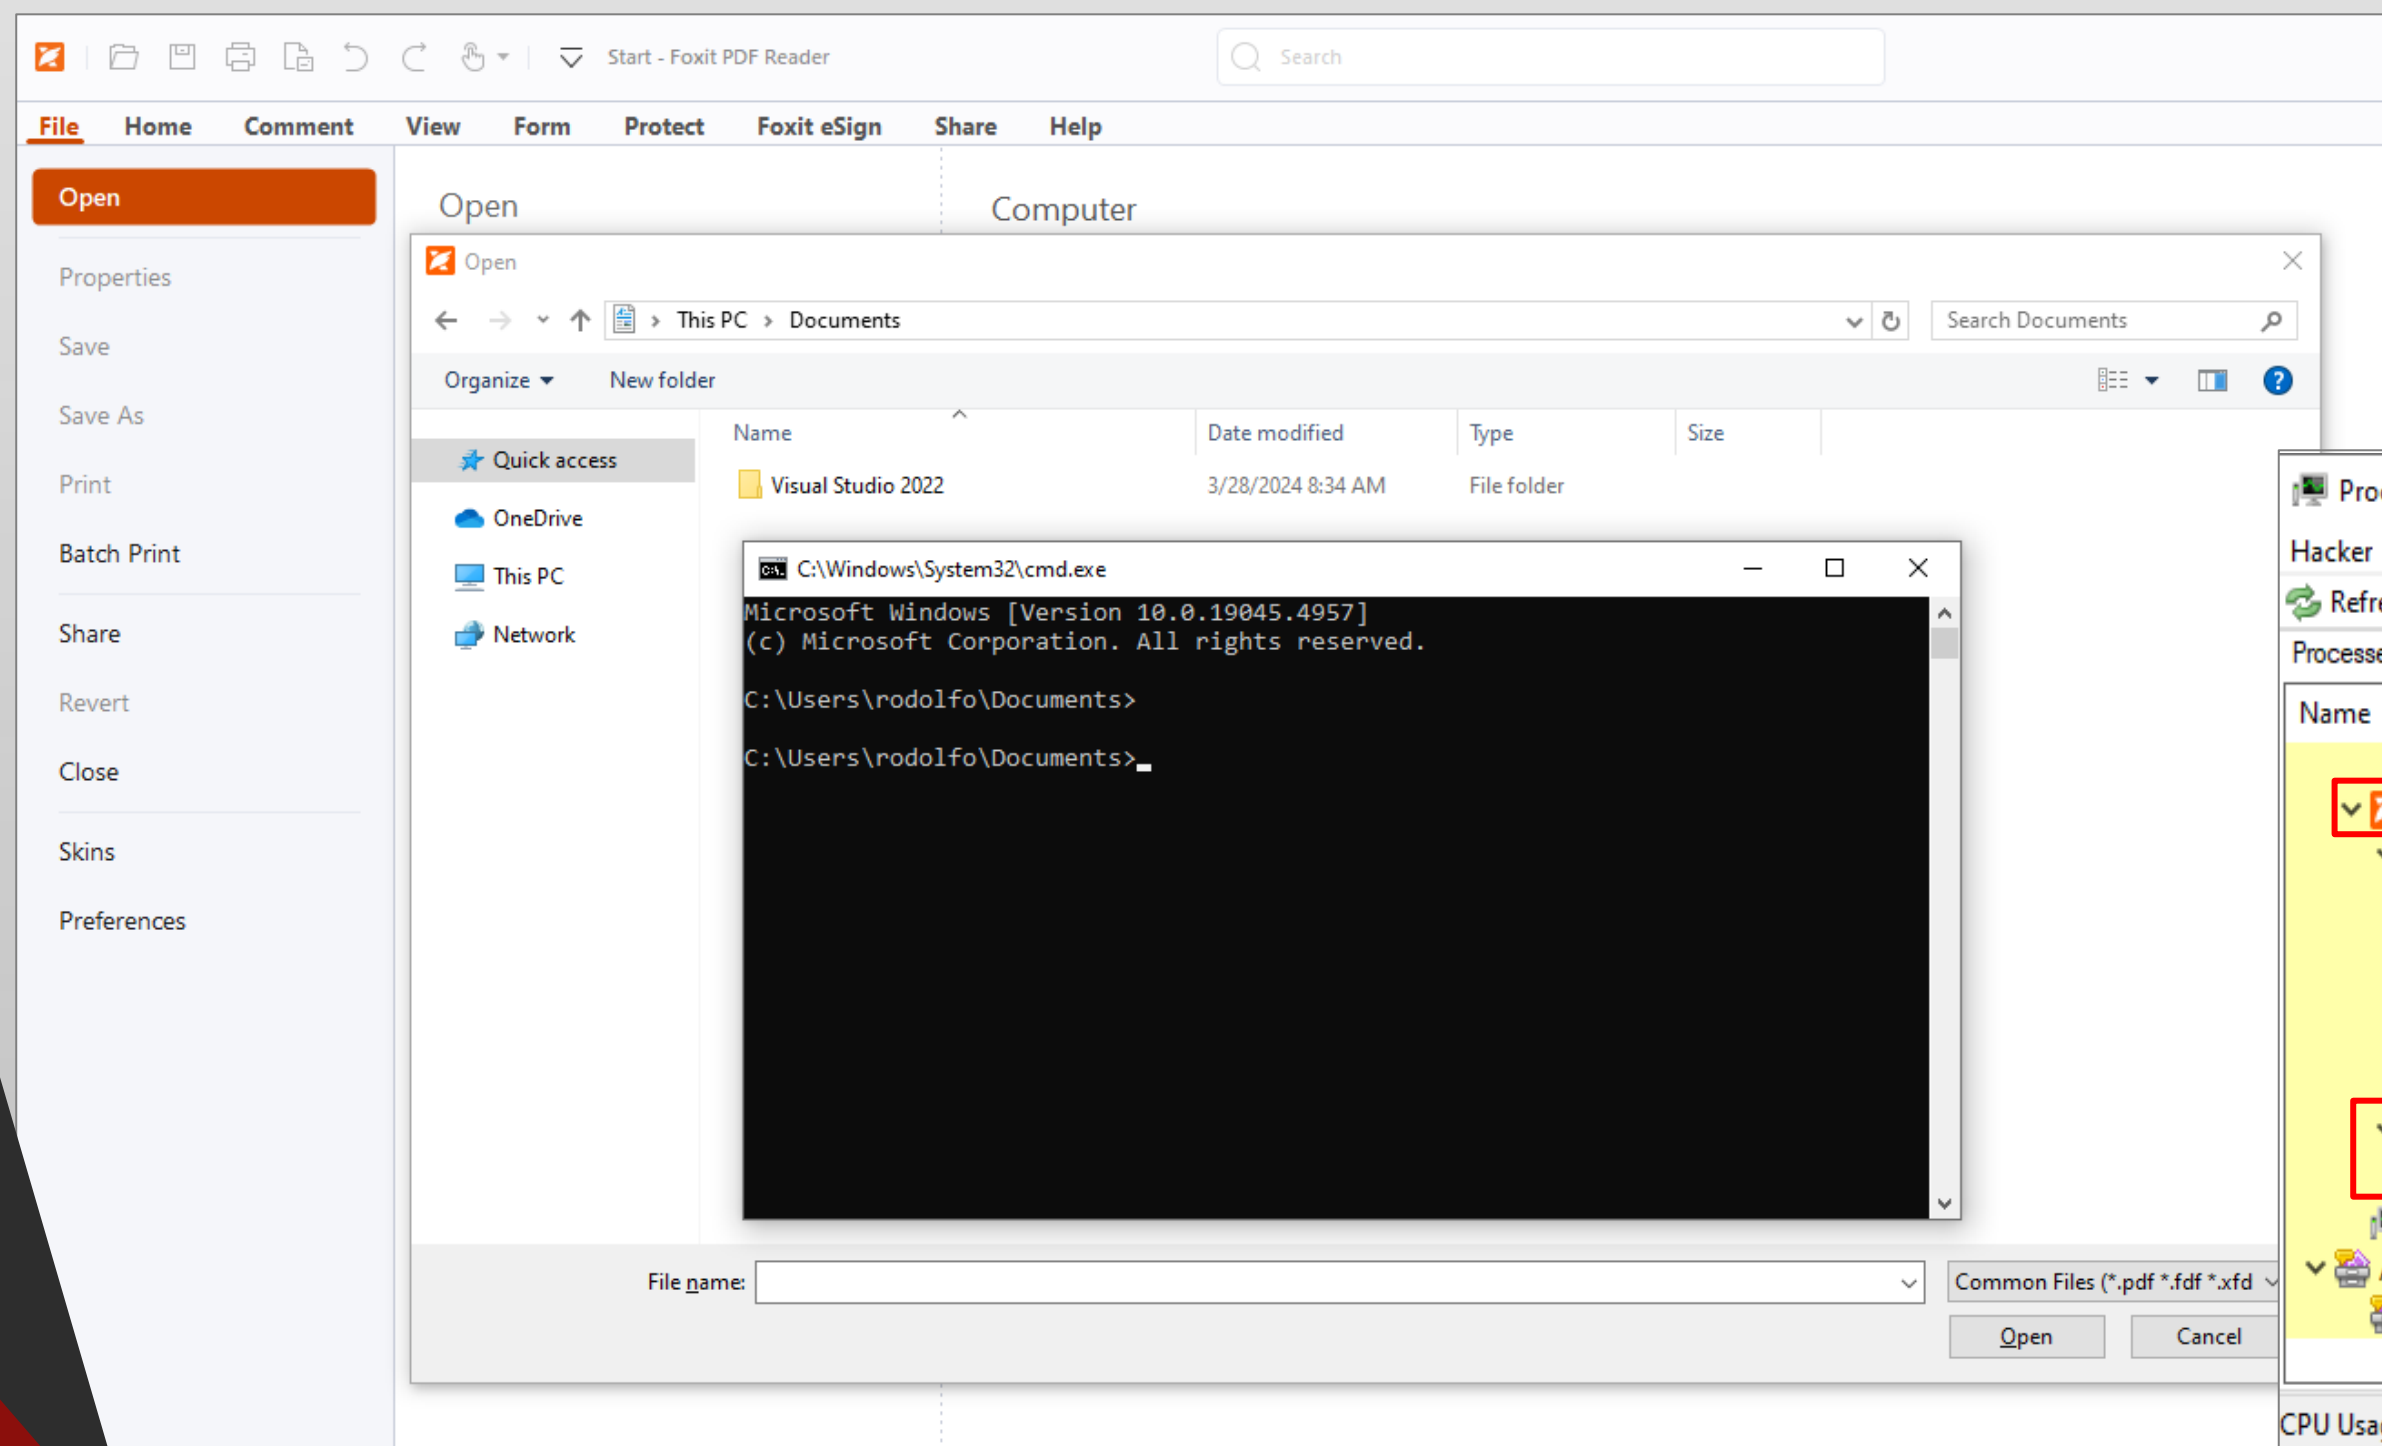 Start - Foxit PDF Reader
Search
File Home Comment View Form Protect Foxit eSign Share Help
Open
Properties
Save
Save As
Print
Batch Print
Share
Revert
Close
Skins
Preferences
Open
Computer
Open
This PC > Documents
Search Documents
Organize
New folder
Quick access
OneDrive
This PC
Network
Name Date modified Type Size
Visual Studio 2022 3/28/2024 8:34 AM File folder
C:\Windows\System32\cmd.exe
Microsoft Windows [Version 10.0.19045.4957]
(c) Microsoft Corporation. All rights reserved.
C:\Users\rodolfo\Documents>
C:\Users\rodolfo\Documents>
File name:
Common Files (*.pdf *.fdf *.xfd
Open
Cancel
Hacker
Name
CPU